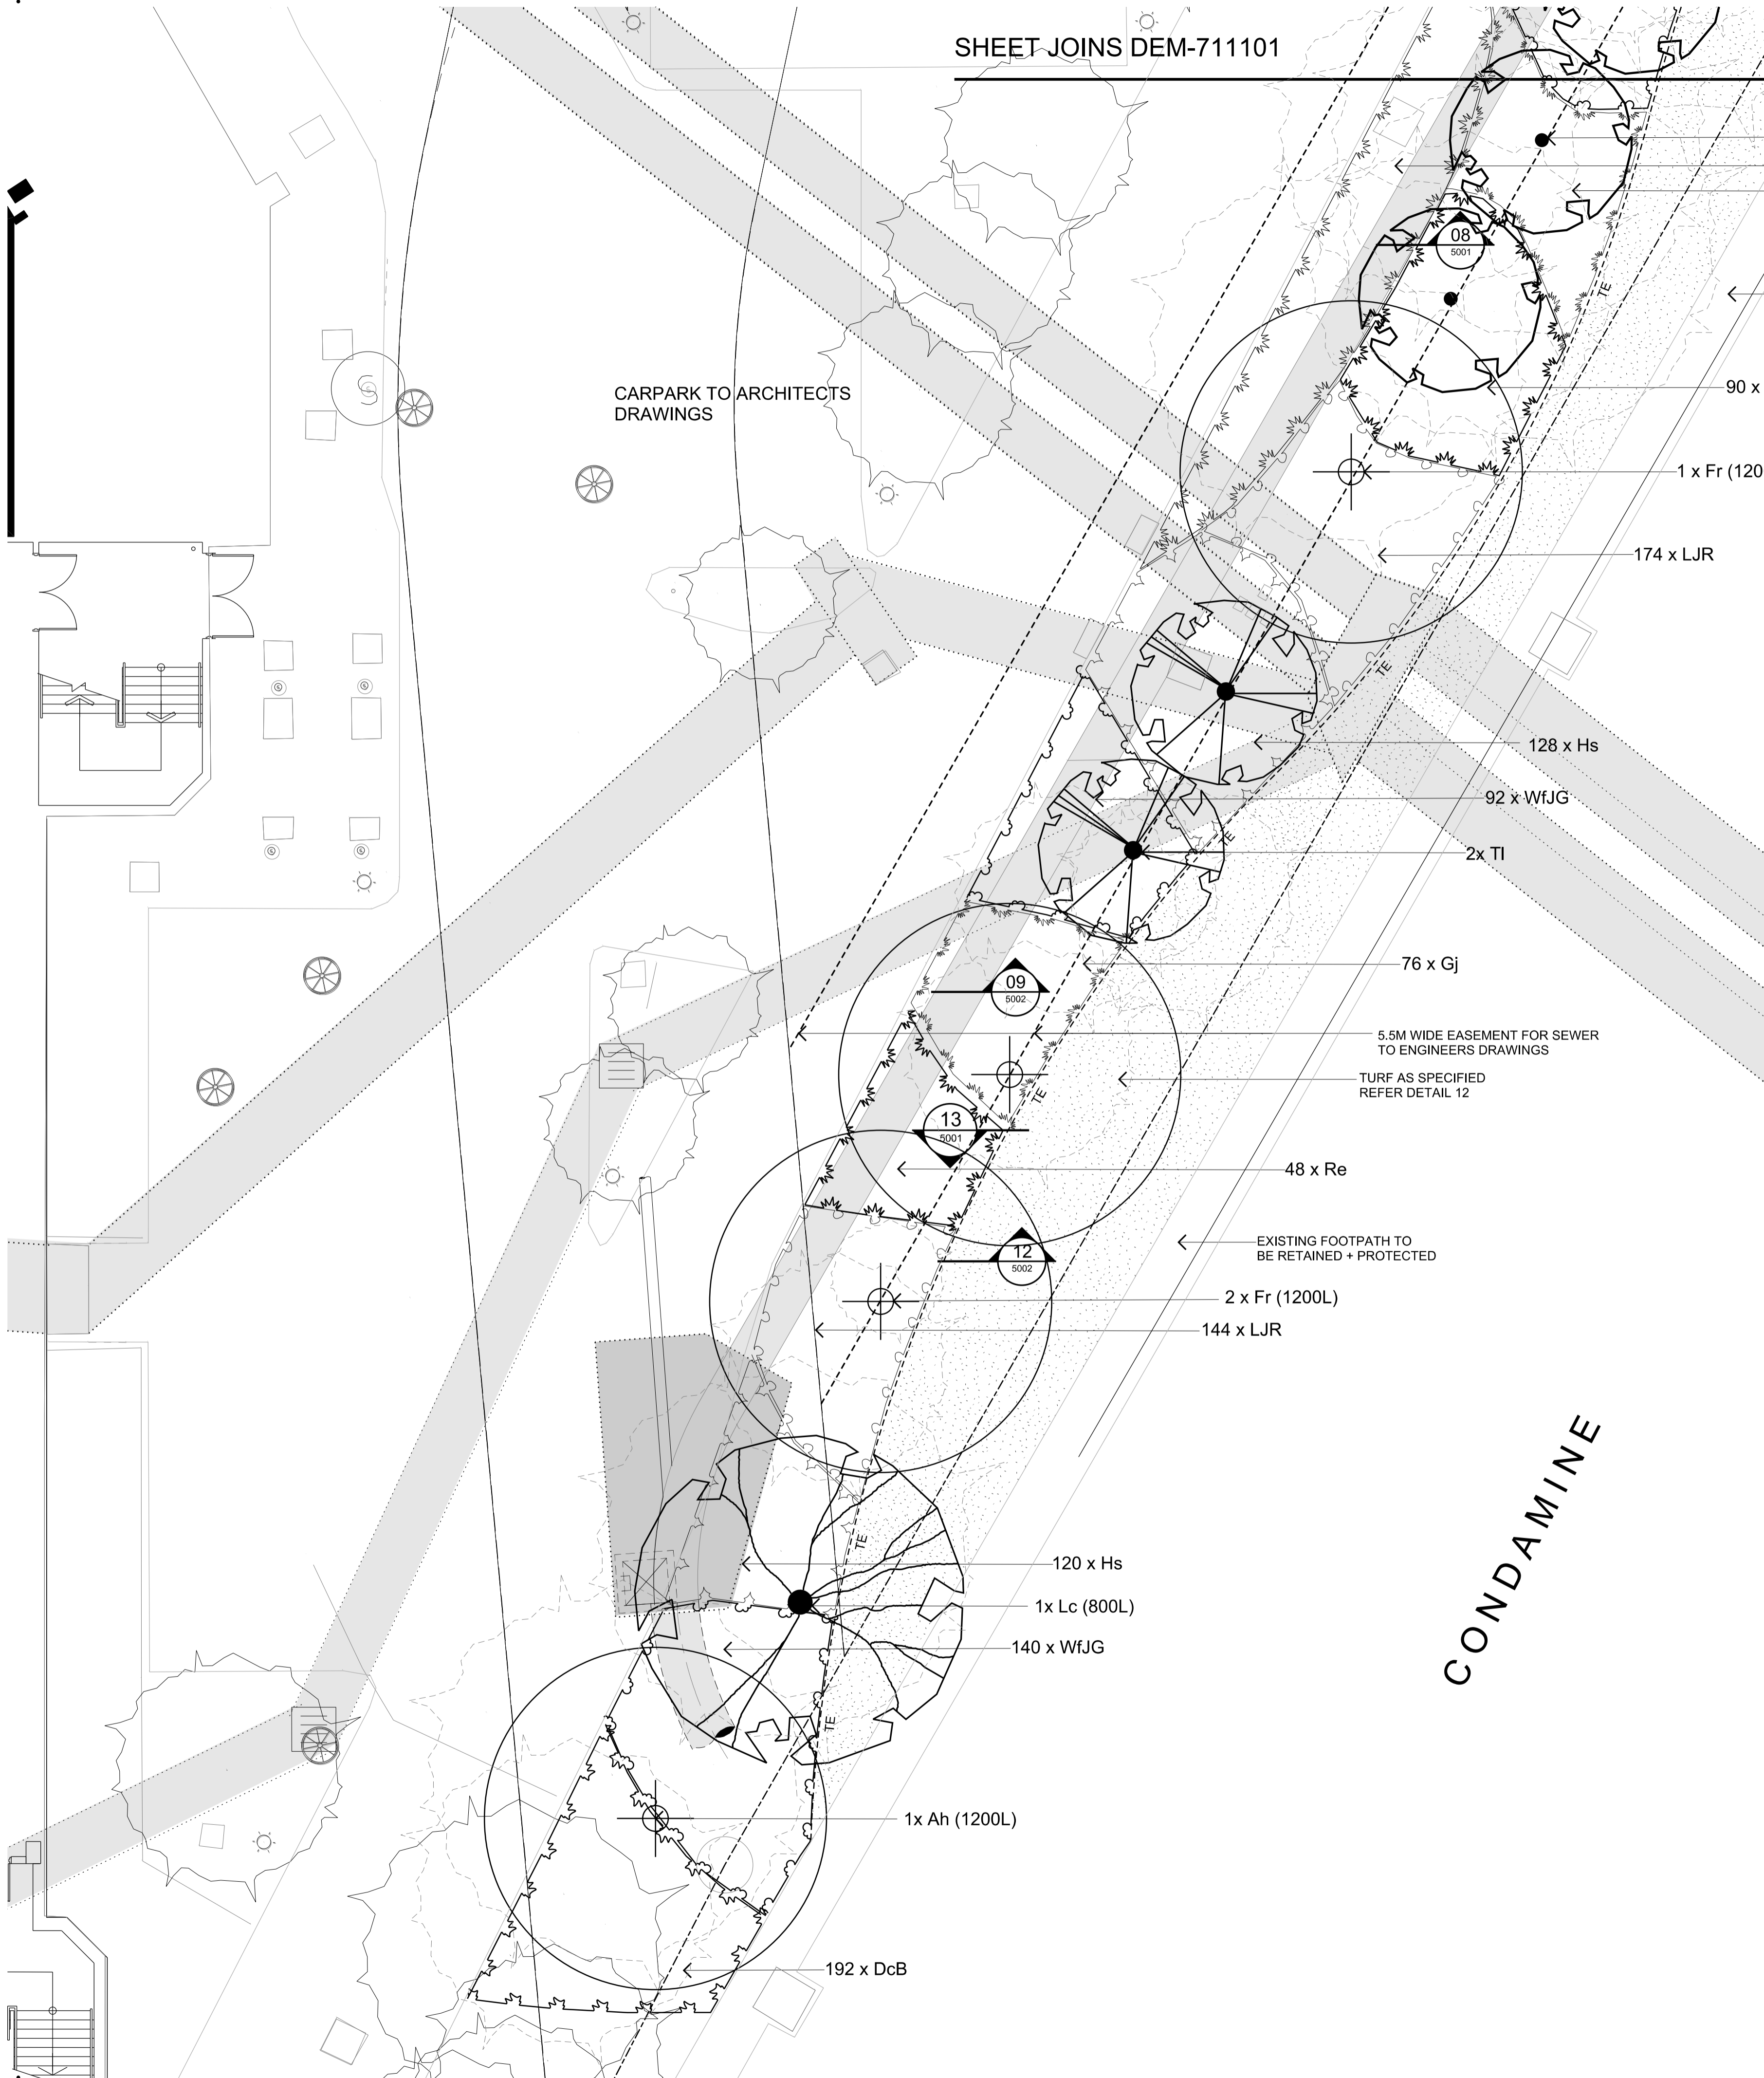 SHEET JOINS DEM-711101
08
5001
TE
CARPARK TO ARCHITECTS
DRAWINGS
90 x
1 x Fr (120
174 x LJR
TE
128 x Hs
92 x WfJG
TE
2x Tl
76 x Gj
09
5002
5.5M WIDE EASEMENT FOR SEWER
TO ENGINEERS DRAWINGS
TURF AS SPECIFIED
REFER DETAIL 12
TE
13
5001
48 x Re
EXISTING FOOTPATH TO
BE RETAINED + PROTECTED
12
5002
2 x Fr (1200L)
144 x LJR
CONDAMINE
TE
120 x Hs
1x Lc (800L)
140 x WfJG
TE
1x Ah (1200L)
192 x DcB